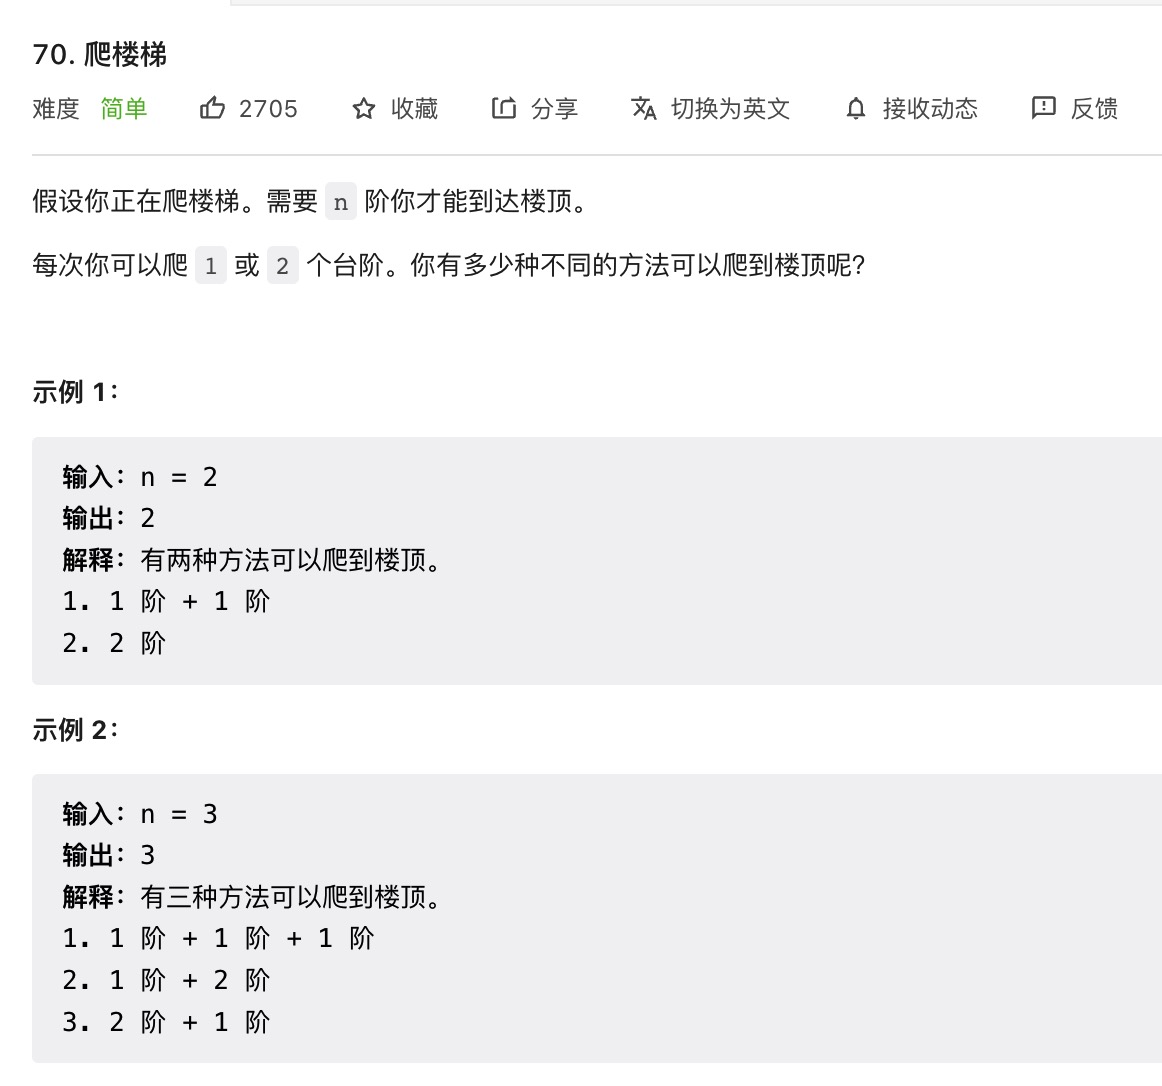 70. 爬楼梯
难度 简单 2705 收藏 分享 切换为英文 接收动态 反馈
假设你正在爬楼梯。需要 n 阶你才能到达楼顶。
每次你可以爬 1 或 2 个台阶。你有多少种不同的方法可以爬到楼顶呢?
示例 1:
输入: n = 2
输出: 2
解释: 有两种方法可以爬到楼顶。
1. 1 阶 + 1 阶
2. 2 阶
示例 2:
输入: n = 3
输出: 3
解释: 有三种方法可以爬到楼顶。
1. 1 阶 + 1 阶 + 1 阶
2. 1 阶 + 2 阶
3. 2 阶 + 1 阶